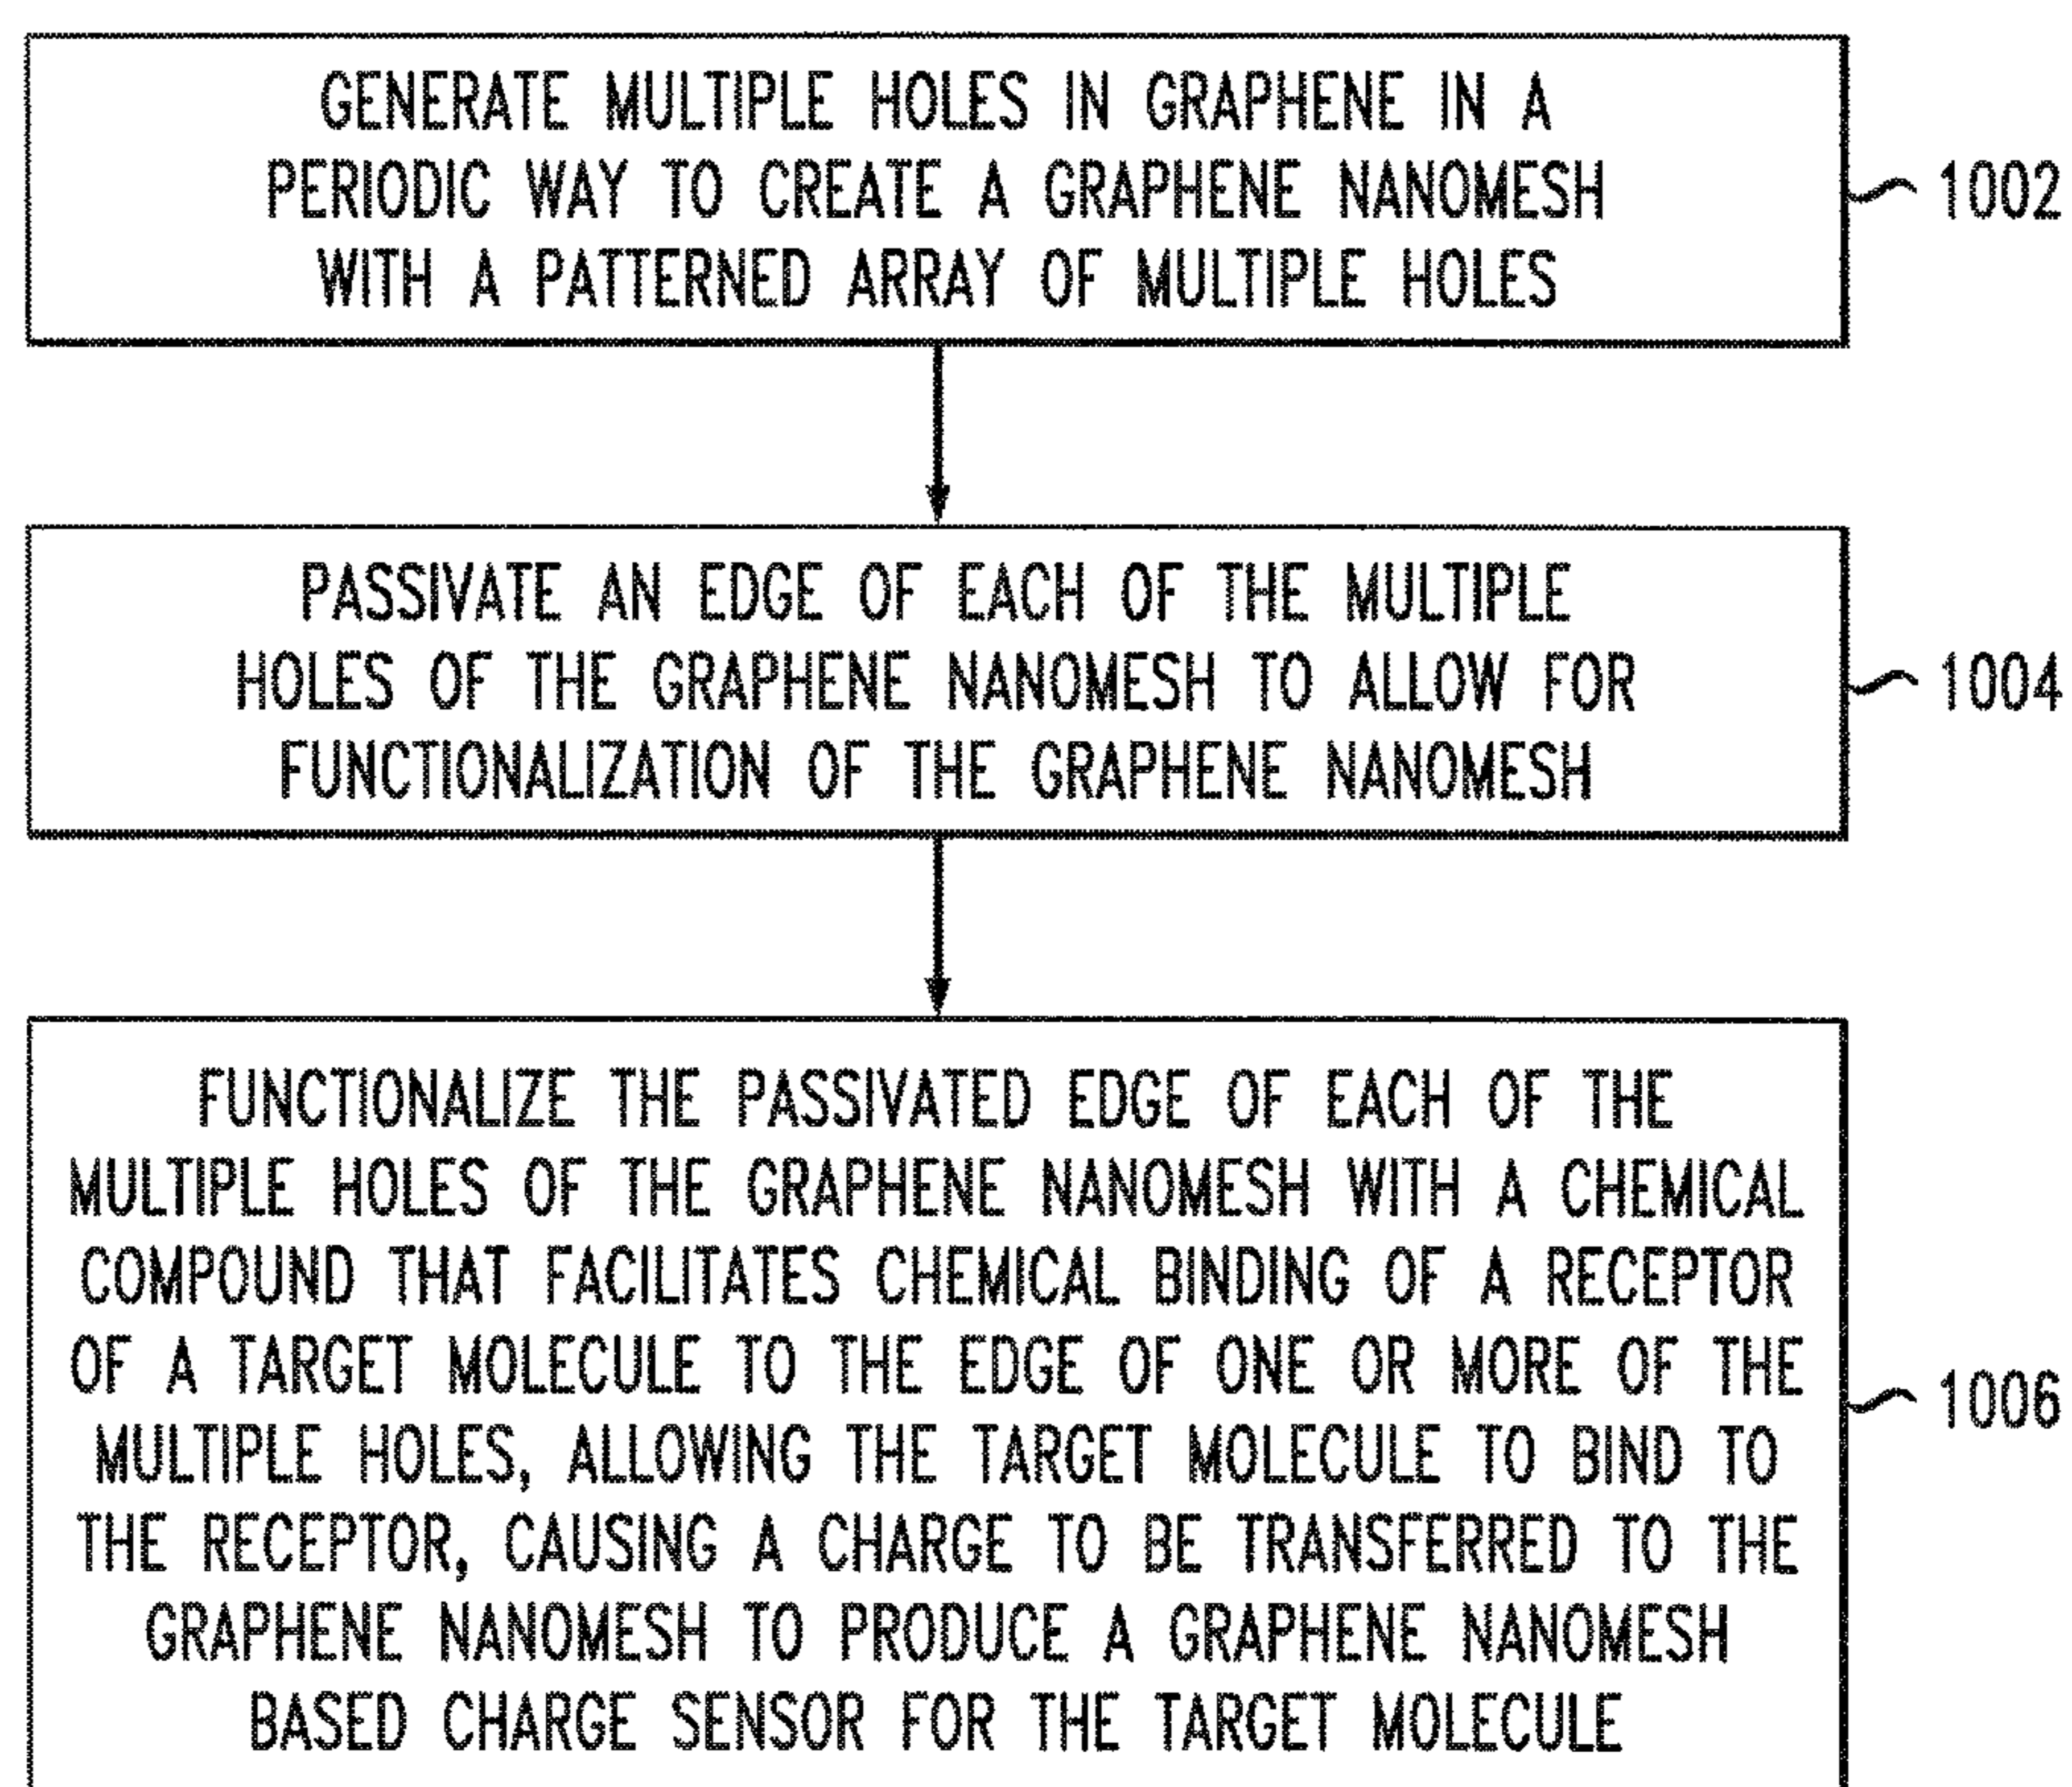 GENERATE MULTIPLE HOLES IN GRAPHENE IN A
PERIODIC WAY TO CREATE A GRAPHENE NANOMESH
WITH A PATTERNED ARRAY OF MULTIPLE HOLES
1002
PASSIVATE AN EDGE OF EACH OF THE MULTIPLE
HOLES OF THE GRAPHENE NANOMESH TO ALLOW FOR
FUNCTIONALIZATION OF THE GRAPHENE NANOMESH
1004
FUNCTIONALIZE THE PASSIVATED EDGE OF EACH OF THE
MULTIPLE HOLES OF THE GRAPHENE NANOMESH WITH A CHEMICAL
COMPOUND THAT FACILITATES CHEMICAL BINDING OF A RECEPTOR
OF A TARGET MOLECULE TO THE EDGE OF ONE OR MORE OF THE
MULTIPLE HOLES, ALLOWING THE TARGET MOLECULE TO BIND TO
THE RECEPTOR, CAUSING A CHARGE TO BE TRANSFERRED TO THE
GRAPHENE NANOMESH TO PRODUCE A GRAPHENE NANOMESH
BASED CHARGE SENSOR FOR THE TARGET MOLECULE
1006